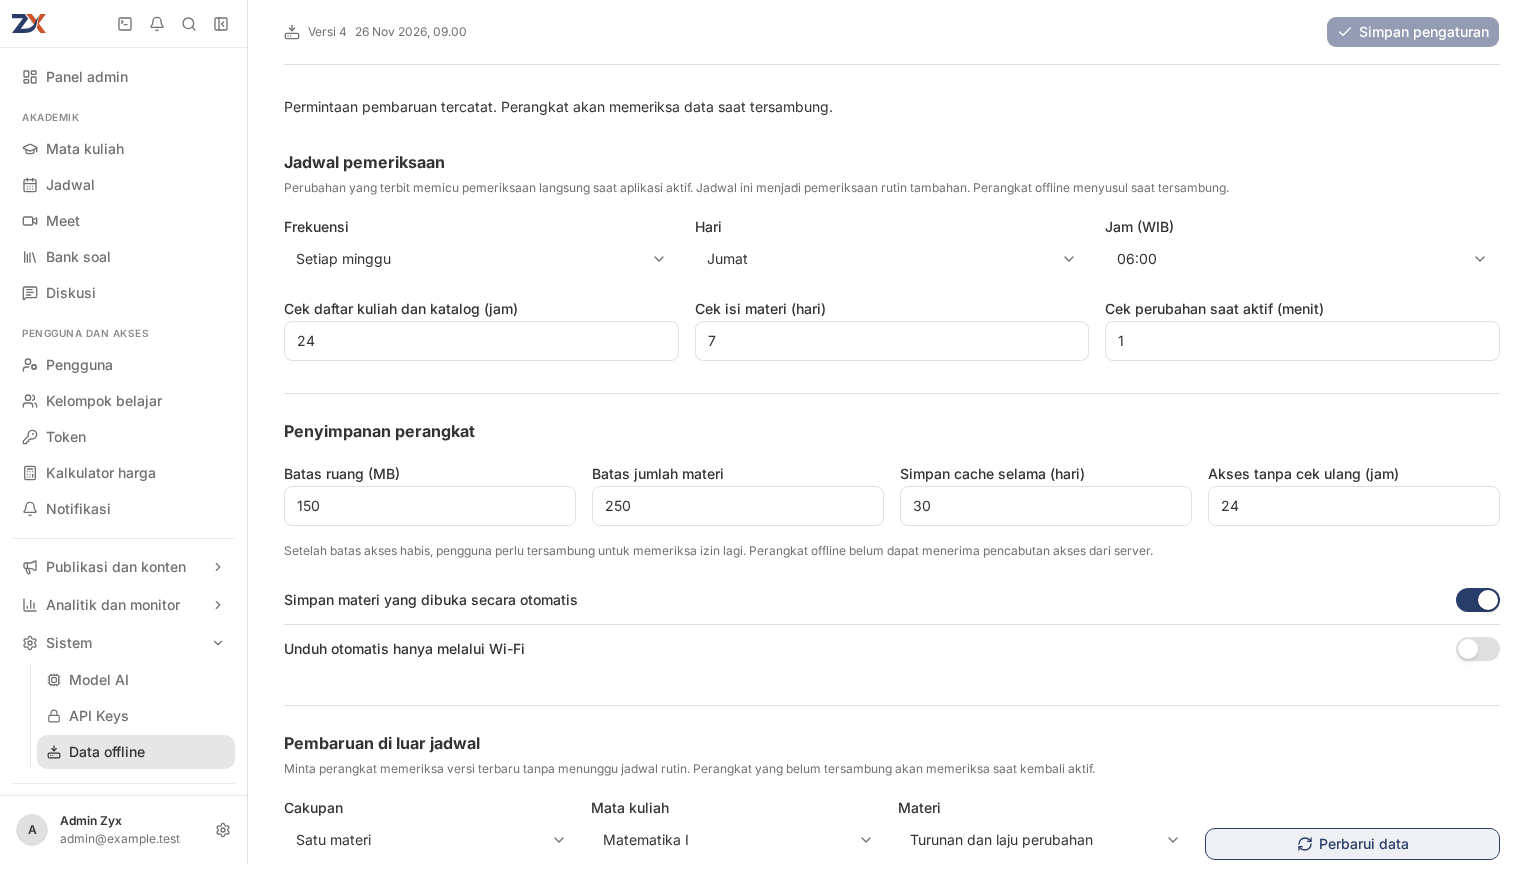 ZX
Panel admin
AKADEMIK
Mata kuliah
Jadwal
Meet
Bank soal
Diskusi
PENGGUNA DAN AKSES
Pengguna
Kelompok belajar
Token
Kalkulator harga
Notifikasi
Publikasi dan konten
Analitik dan monitor
Sistem
Model AI
API Keys
Data offline
A
Admin Zyx
admin@example.test
Versi 4 26 Nov 2026, 09.00
Simpan pengaturan
Permintaan pembaruan tercatat. Perangkat akan memeriksa data saat tersambung.
Jadwal pemeriksaan
Perubahan yang terbit memicu pemeriksaan langsung saat aplikasi aktif. Jadwal ini menjadi pemeriksaan rutin tambahan. Perangkat offline menyusul saat tersambung.
Frekuensi Hari Jam (WIB)
Setiap minggu Jumat 06:00
Cek daftar kuliah dan katalog (jam) Cek isi materi (hari) Cek perubahan saat aktif (menit)
24 7 1
Penyimpanan perangkat
Batas ruang (MB) Batas jumlah materi Simpan cache selama (hari) Akses tanpa cek ulang (jam)
150 250 30 24
Setelah batas akses habis, pengguna perlu tersambung untuk memeriksa izin lagi. Perangkat offline belum dapat menerima pencabutan akses dari server.
Simpan materi yang dibuka secara otomatis
Unduh otomatis hanya melalui Wi-Fi
Pembaruan di luar jadwal
Minta perangkat memeriksa versi terbaru tanpa menunggu jadwal rutin. Perangkat yang belum tersambung akan memeriksa saat kembali aktif.
Cakupan Mata kuliah Materi
Satu materi Matematika I Turunan dan laju perubahan Perbarui data